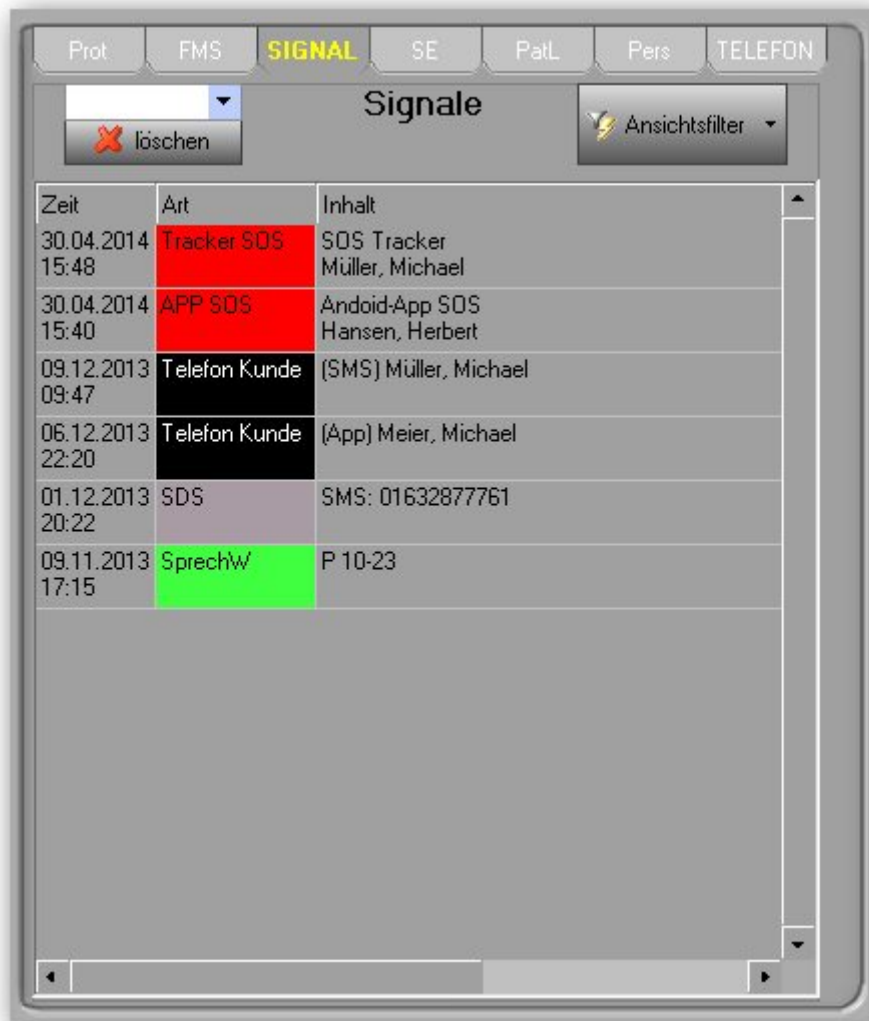 Prot FMS SIGNAL SE PatL Pers TELEFON
Signale
löschen
Ansichtsfilter
Zeit Art Inhalt
30.04.2014 Tracker SOS SOS Tracker
15:48 Müller, Michael
30.04.2014 APP SOS Andoid-App SOS
15:40 Hansen, Herbert
09.12.2013 Telefon Kunde (SMS) Müller, Michael
09:47
06.12.2013 Telefon Kunde (App) Meier, Michael
22:20
01.12.2013 SDS SMS: 01632877761
20:22
09.11.2013 SprechW P 10-23
17:15